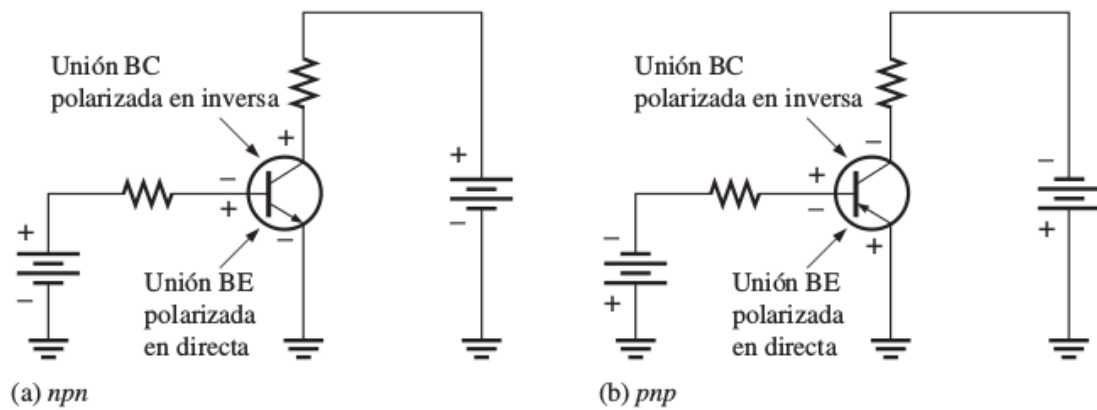 Unión BC
polarizada en inversa
+
−
+
−
+
−
+
−
Unión BE
polarizada
en directa
(a) npn
Unión BC
polarizada en inversa
−
+
−
+
−
+
−
+
Unión BE
polarizada
en directa
(b) pnp